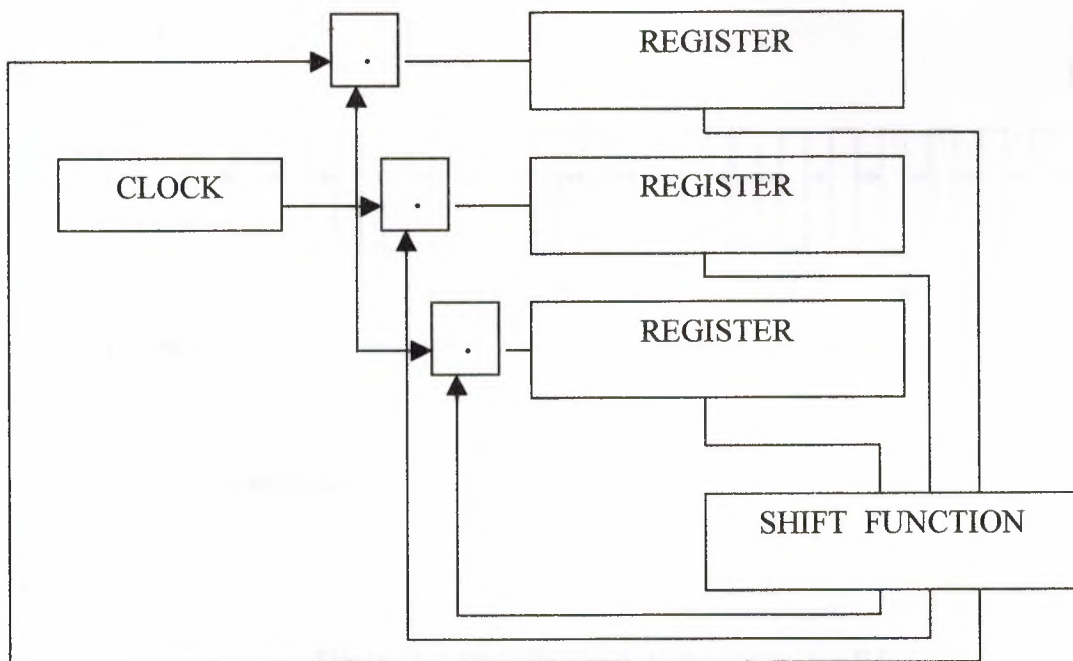 REGISTER
CLOCK
REGISTER
REGISTER
SHIFT FUNCTION